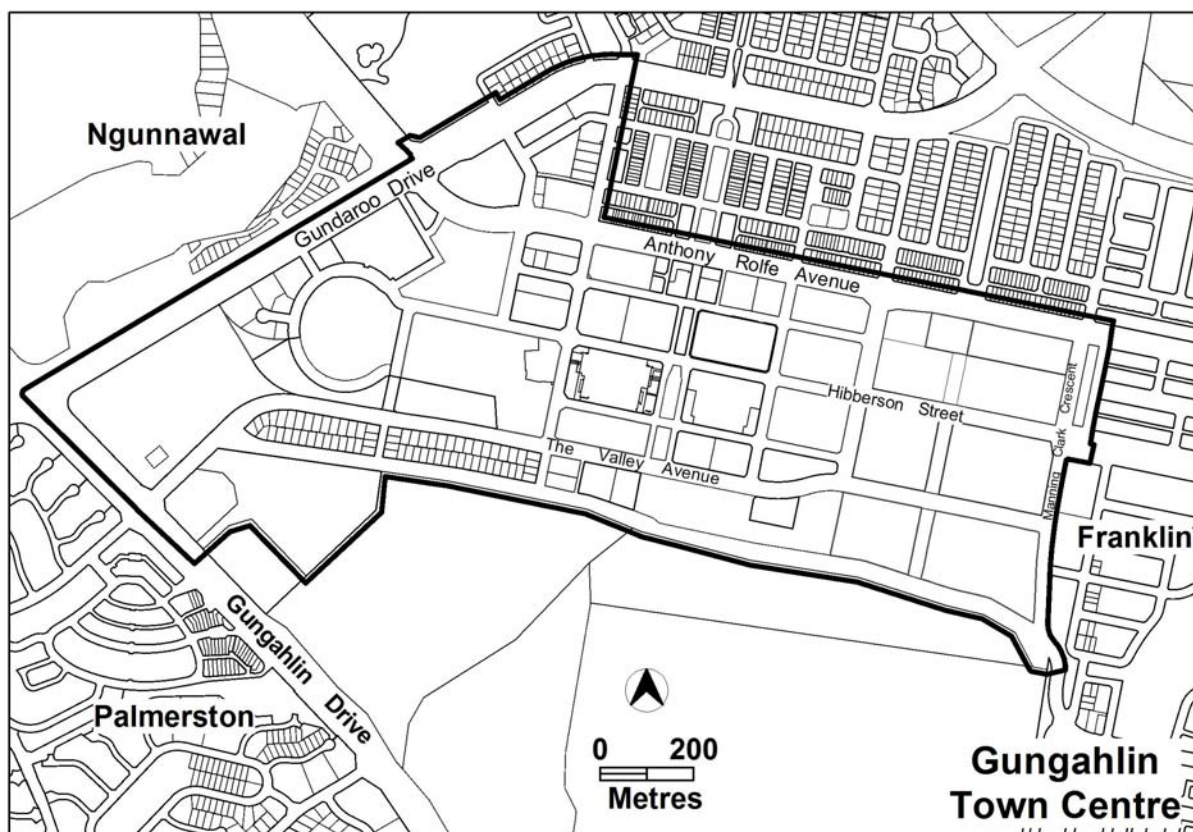 Ngunnawal
Gundaroo Drive
Anthony Rolfe Avenue
Hibberson Street
Manning Clark Crescent
The Valley Avenue
Franklin
Gungahlin Drive
Palmerston
0 200
Metres
Gungahlin
Town Centre